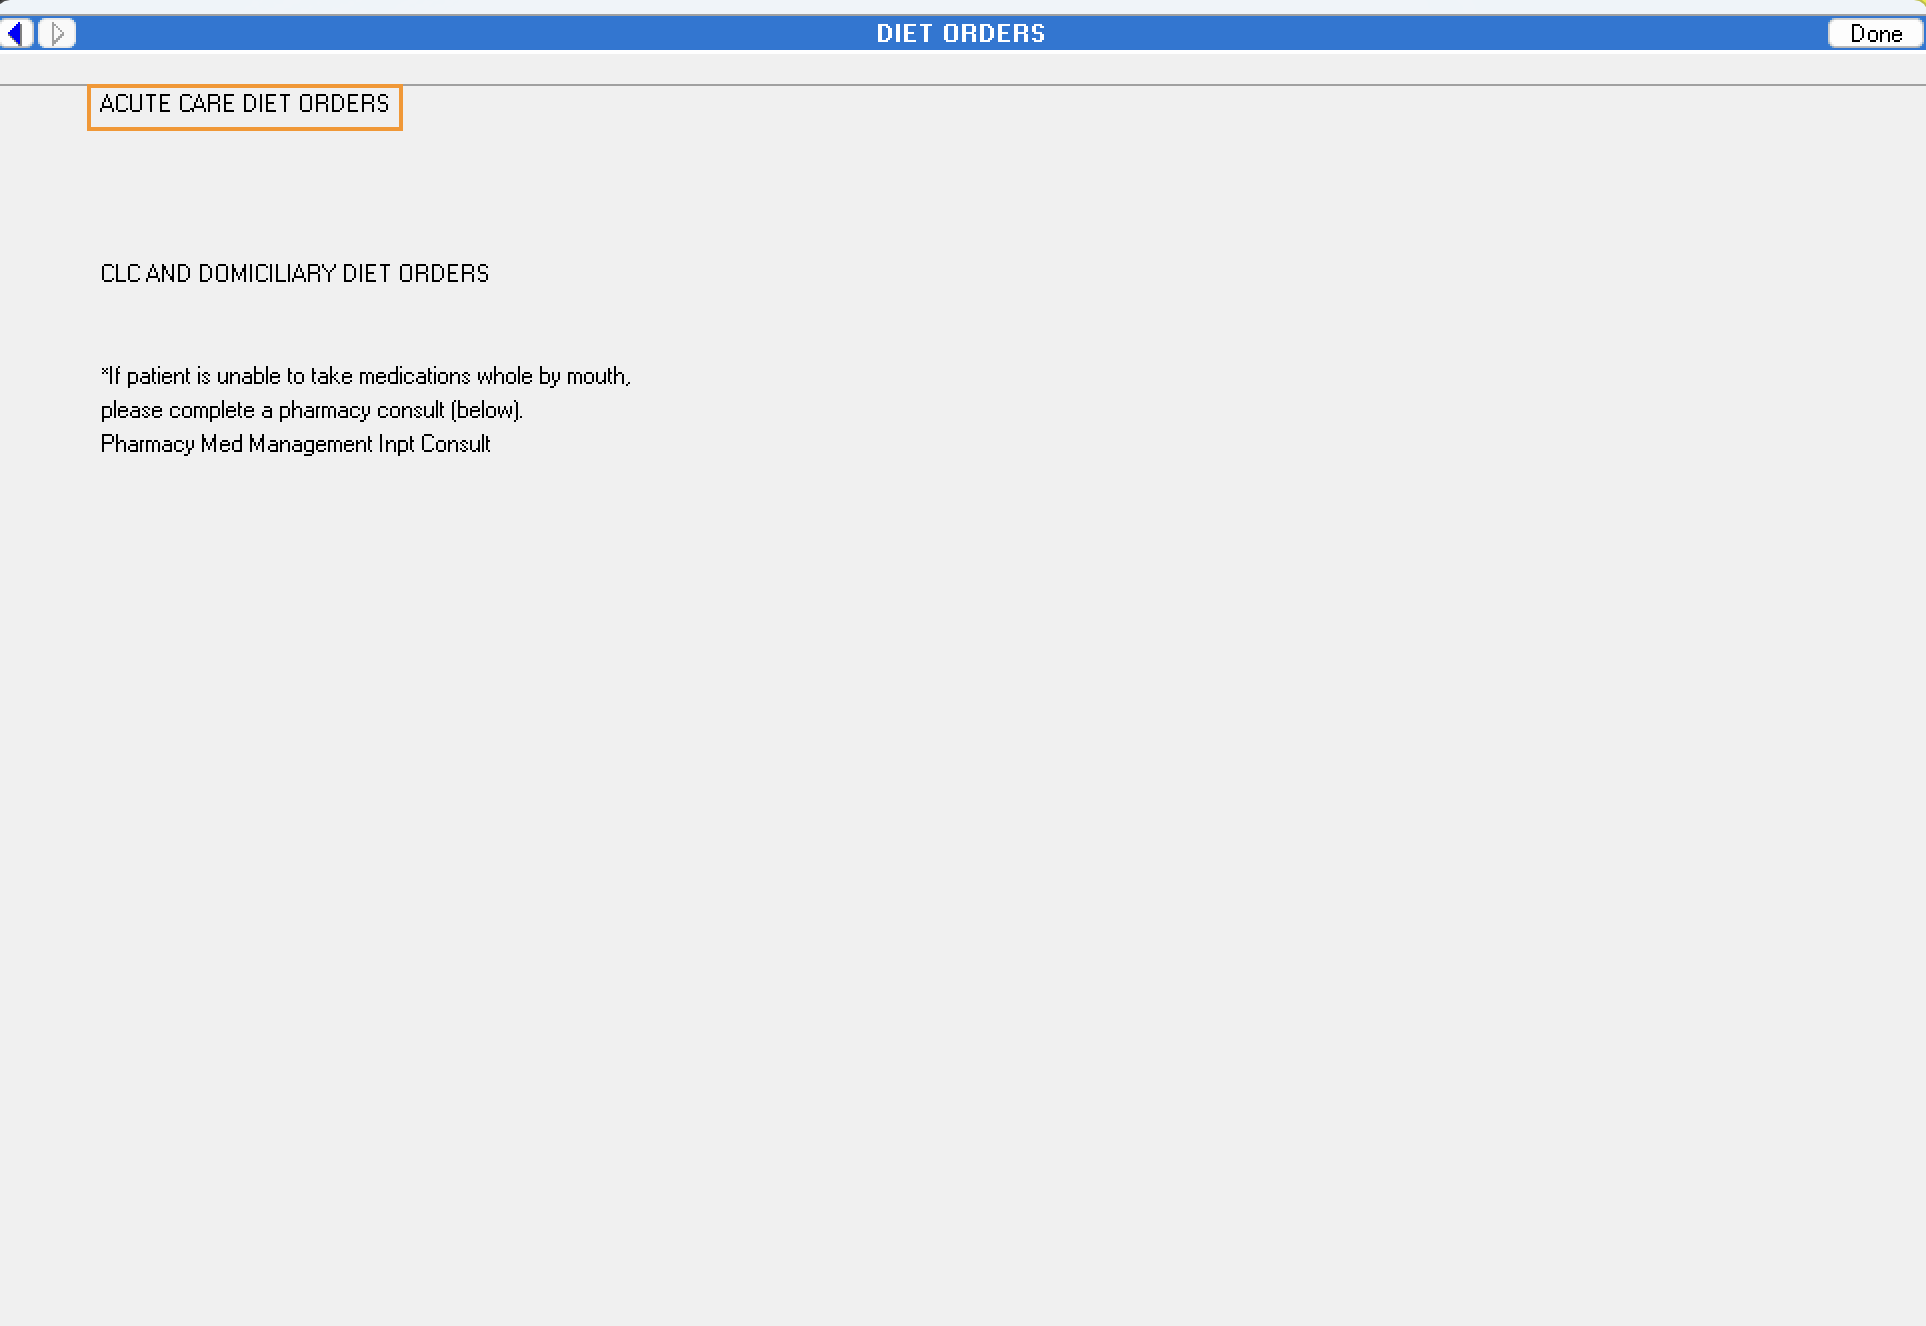 DIET ORDERS
Done
ACUTE CARE DIET ORDERS
CLC AND DOMICILIARY DIET ORDERS
*If patient is unable to take medications whole by mouth,
please complete a pharmacy consult (below).
Pharmacy Med Management Inpt Consult